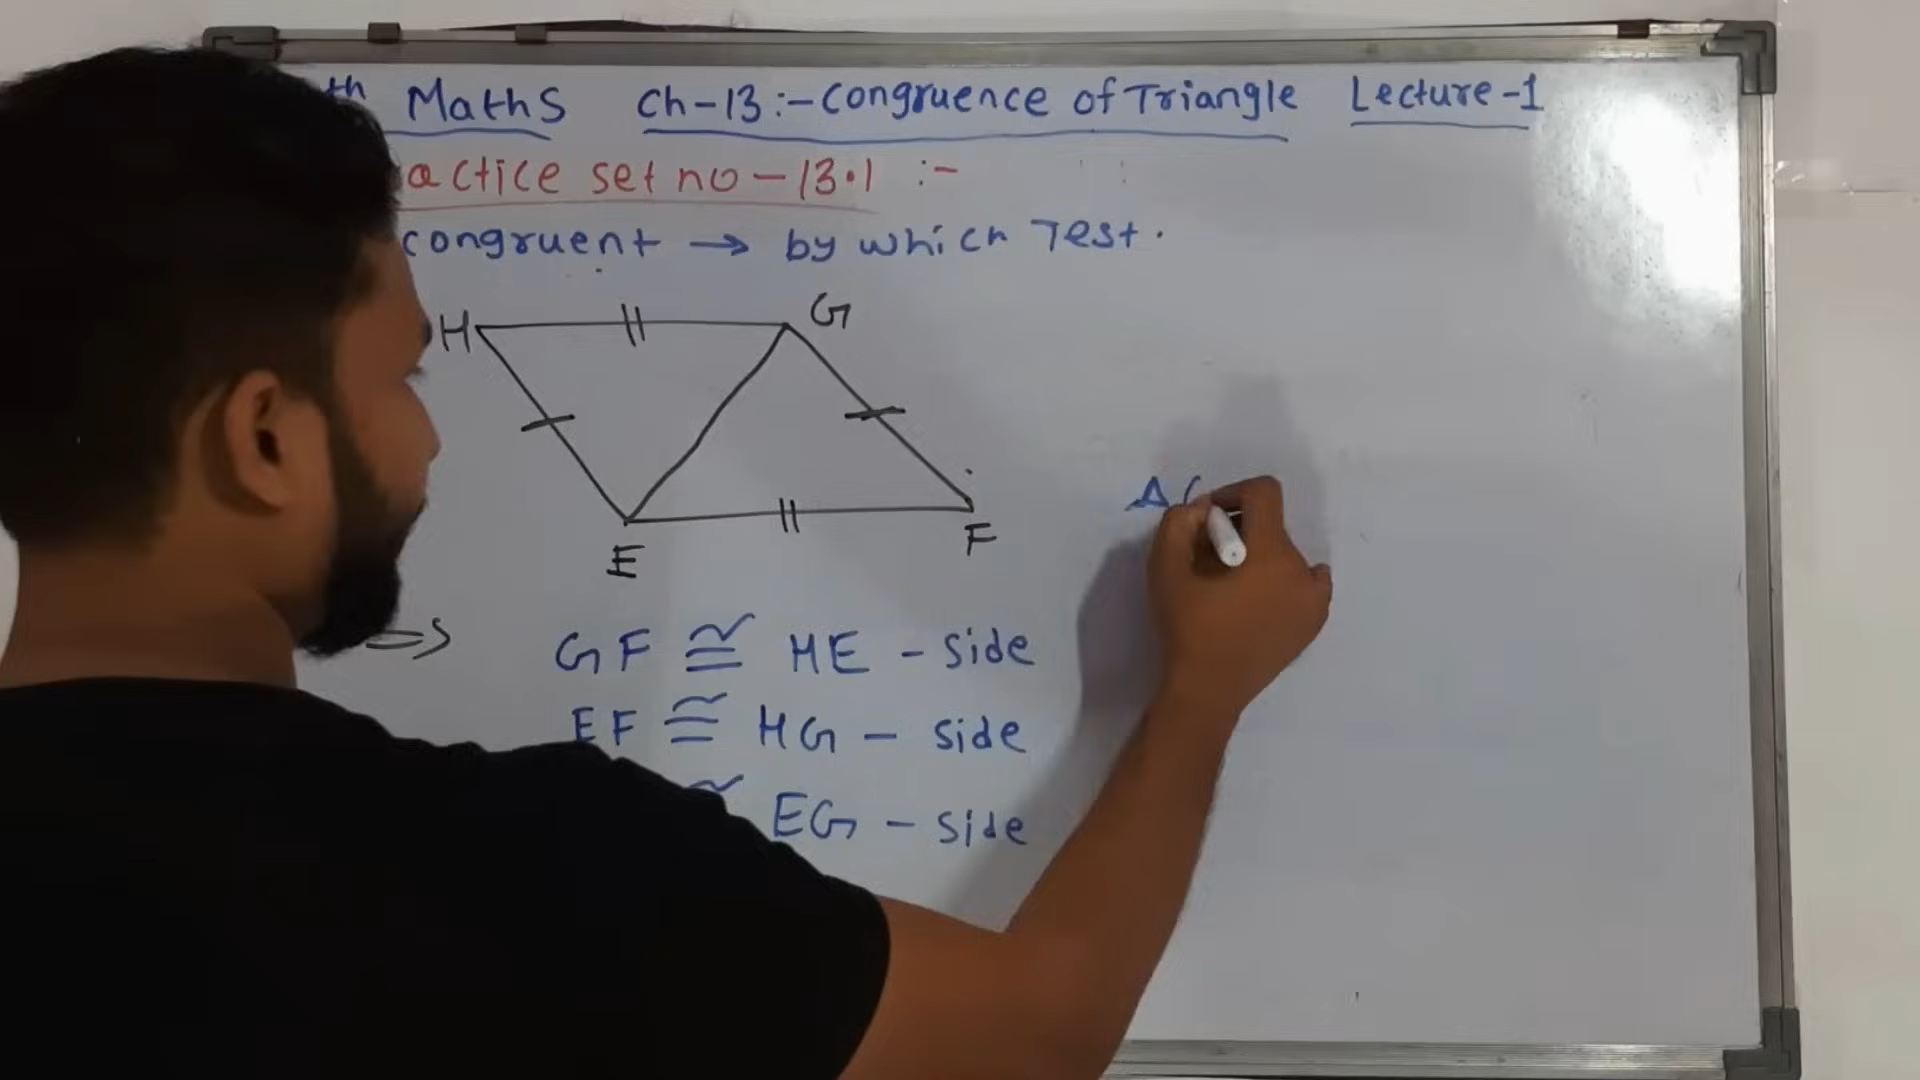 th Maths Ch-13:- Congruence of Triangle Lecture-1
actice set no - 13.1 :-
congruent → by which Test.
H G
E F
⇒ GF ≅ HE - side
EF ≅ HG - side
≅ EG - side
Δ